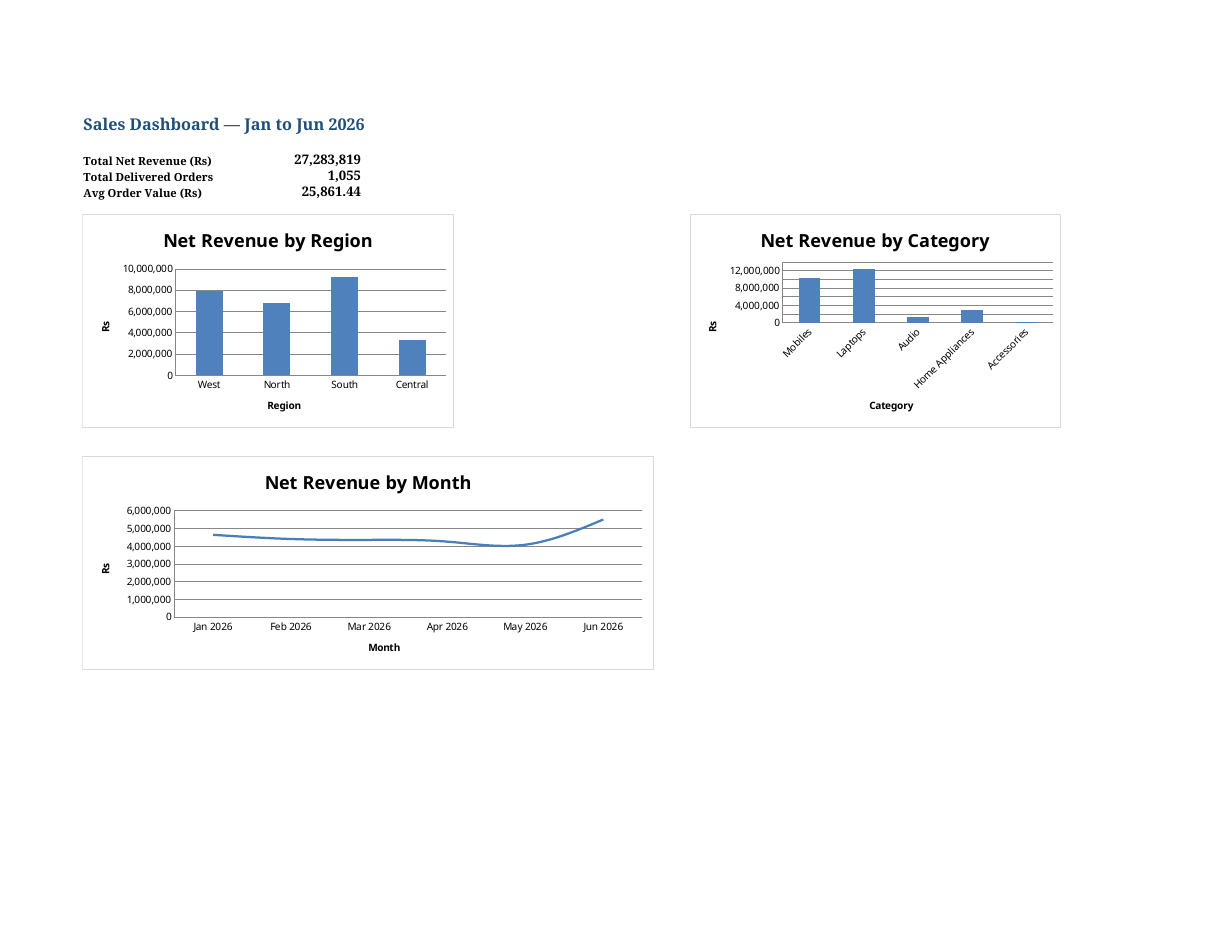 Sales Dashboard — Jan to Jun 2026
Total Net Revenue (Rs) 27,283,819
Total Delivered Orders 1,055
Avg Order Value (Rs) 25,861.44
Net Revenue by Region
10,000,000
8,000,000
6,000,000
4,000,000
2,000,000
0
Rs
West North South Central
Region
Net Revenue by Category
12,000,000
8,000,000
4,000,000
0
Rs
Mobiles Laptops Audio Home Appliances Accessories
Category
Net Revenue by Month
6,000,000
5,000,000
4,000,000
3,000,000
2,000,000
1,000,000
0
Rs
Jan 2026 Feb 2026 Mar 2026 Apr 2026 May 2026 Jun 2026
Month